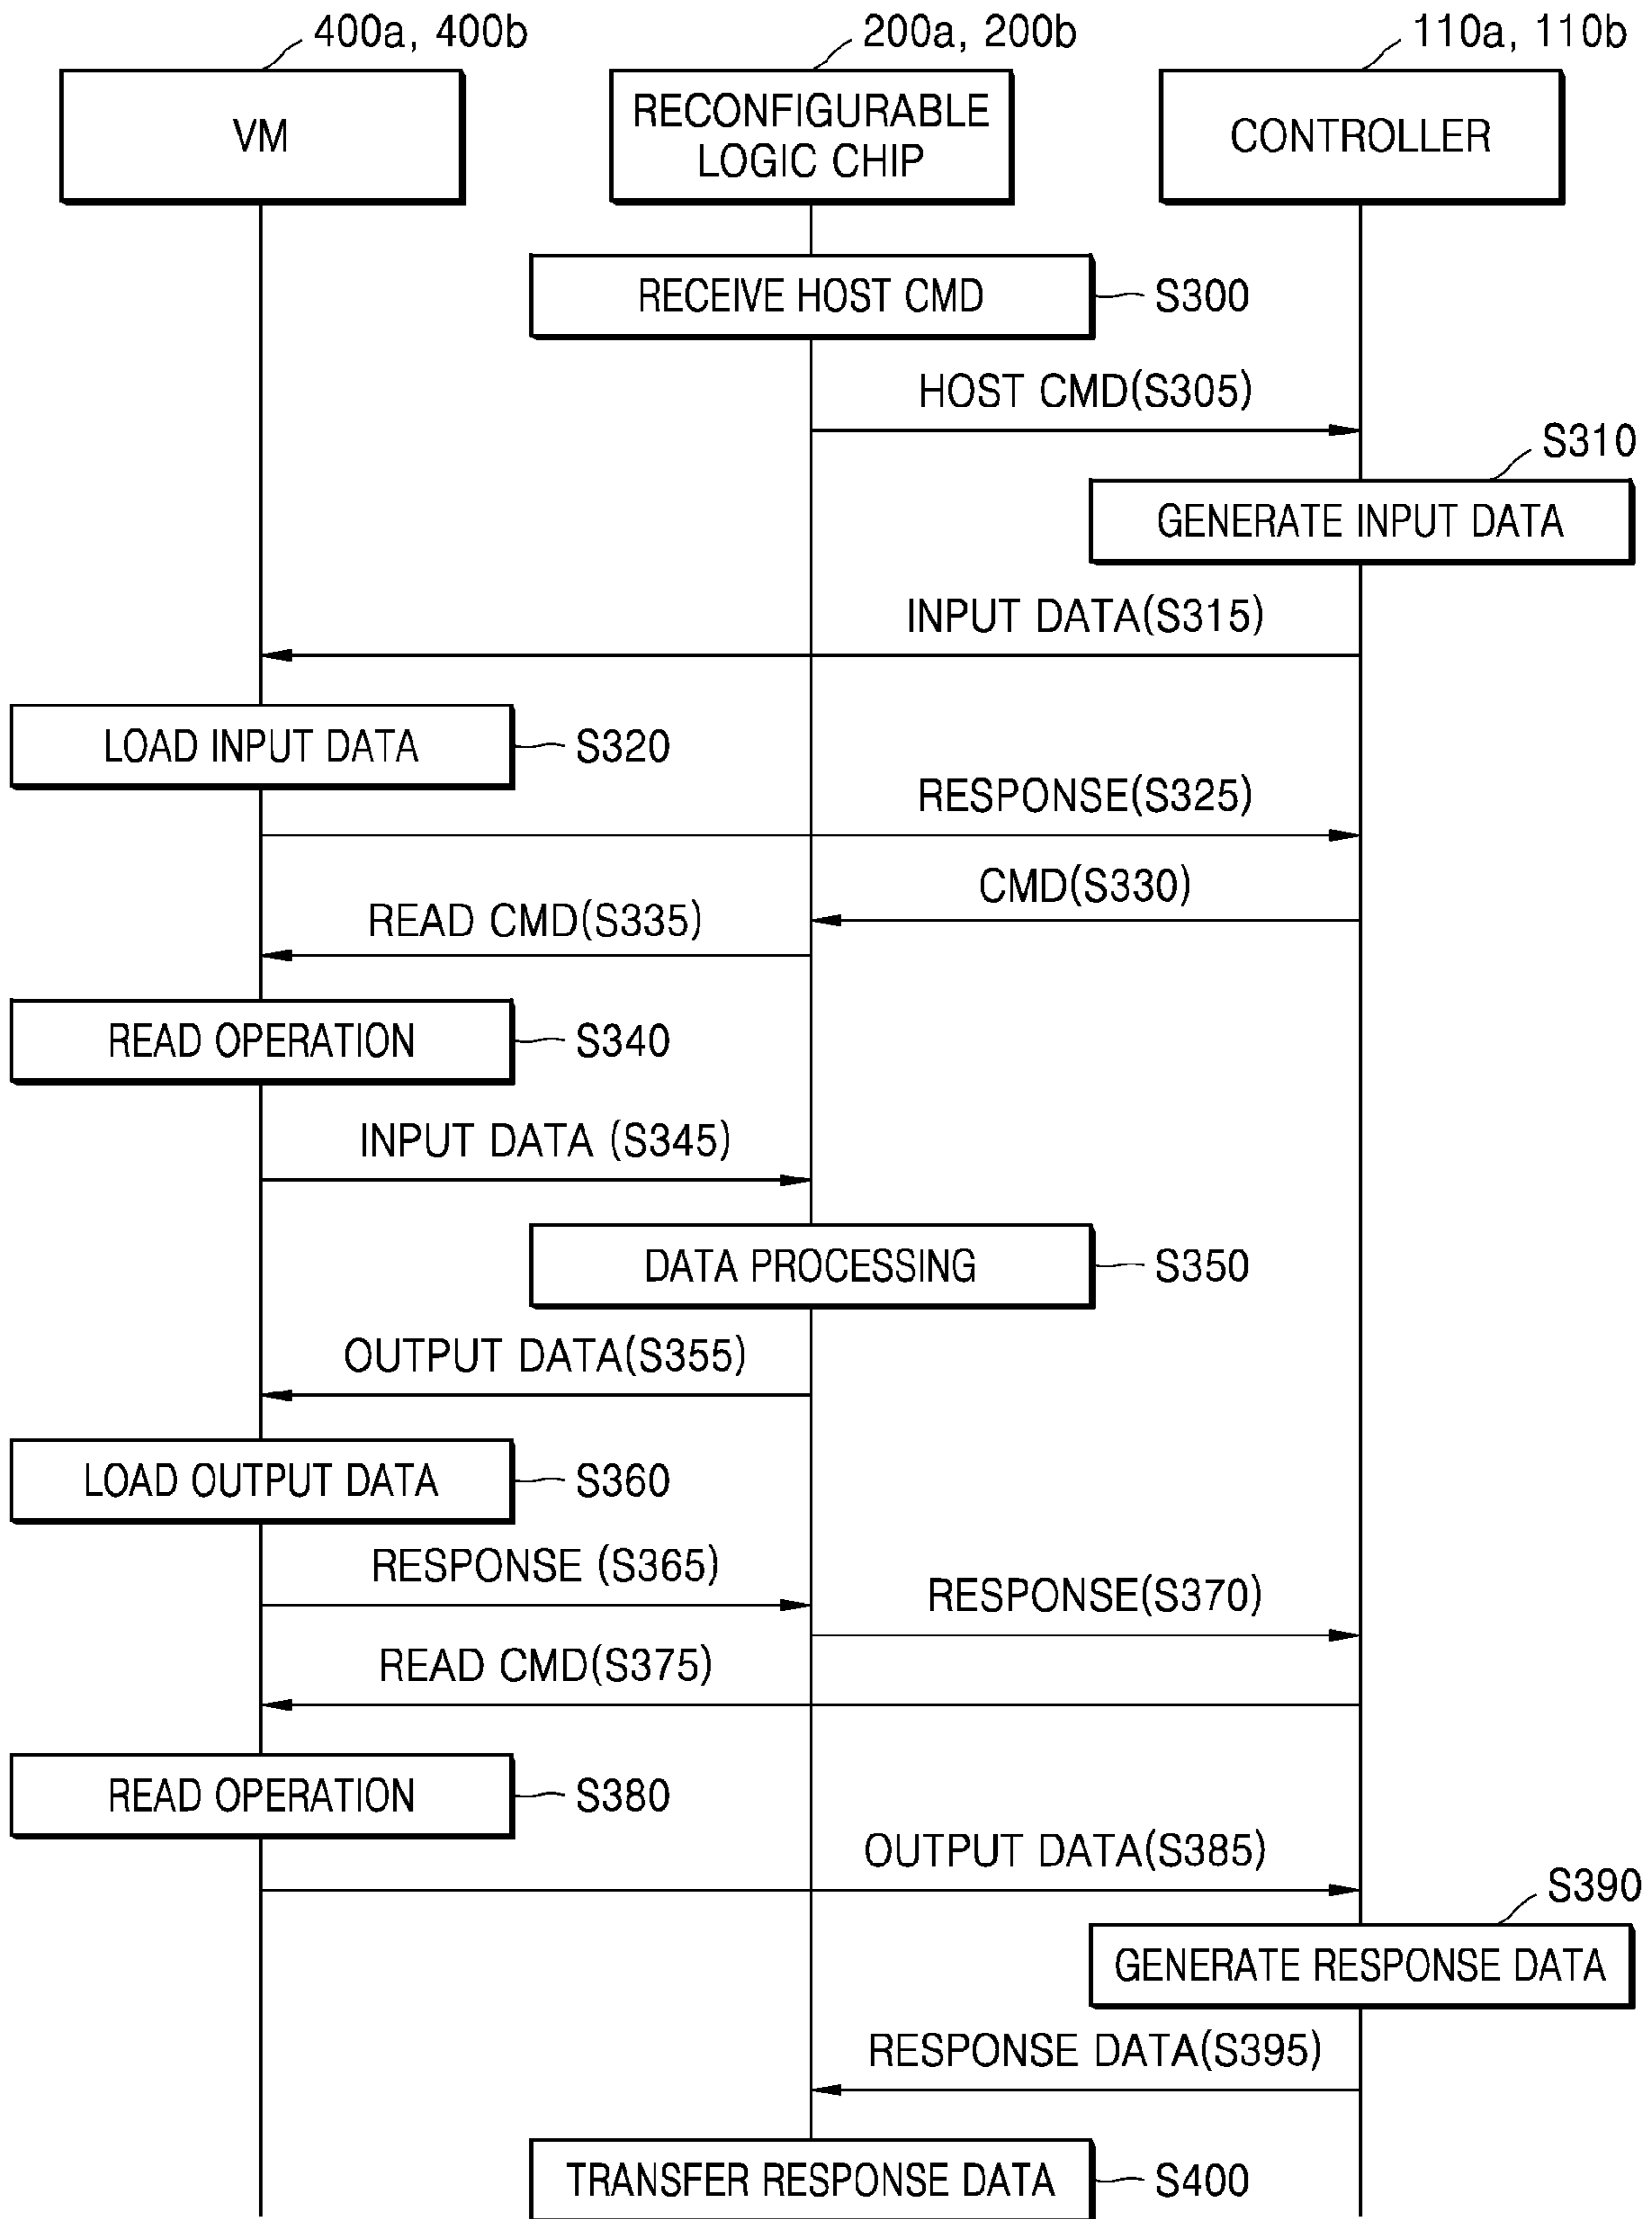 400a, 400b
200a, 200b
110a, 110b
VM
RECONFIGURABLE
LOGIC CHIP
CONTROLLER
RECEIVE HOST CMD
S300
HOST CMD(S305)
S310
GENERATE INPUT DATA
INPUT DATA(S315)
LOAD INPUT DATA
S320
RESPONSE(S325)
CMD(S330)
READ CMD(S335)
READ OPERATION
S340
INPUT DATA (S345)
DATA PROCESSING
S350
OUTPUT DATA(S355)
LOAD OUTPUT DATA
S360
RESPONSE (S365)
RESPONSE(S370)
READ CMD(S375)
READ OPERATION
S380
OUTPUT DATA(S385)
S390
GENERATE RESPONSE DATA
RESPONSE DATA(S395)
TRANSFER RESPONSE DATA
S400